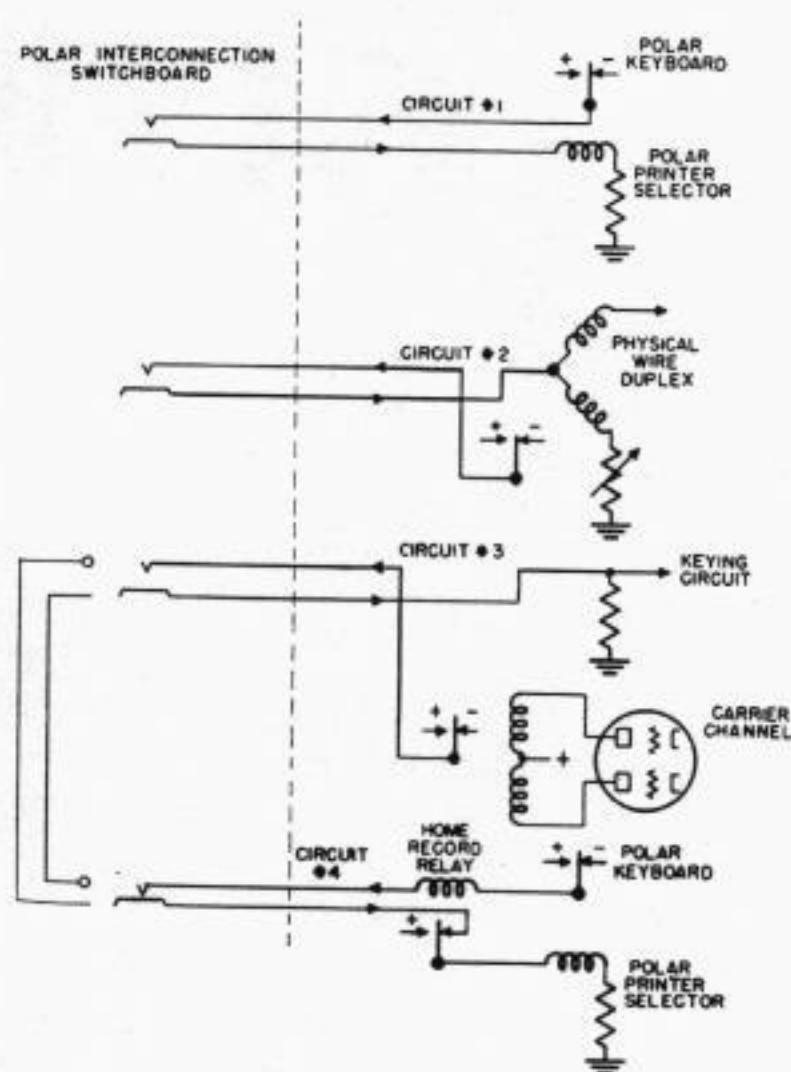 POLAR INTERCONNECTION
SWITCHBOARD
+ -
POLAR
KEYBOARD
CIRCUIT #1
POLAR
PRINTER
SELECTOR
CIRCUIT #2
PHYSICAL
WIRE
DUPLEX
+ -
CIRCUIT #3
KEYING
CIRCUIT
+ -
+
CARRIER
CHANNEL
CIRCUIT
#4
HOME
RECORD
RELAY
+ -
POLAR
KEYBOARD
+
POLAR
PRINTER
SELECTOR